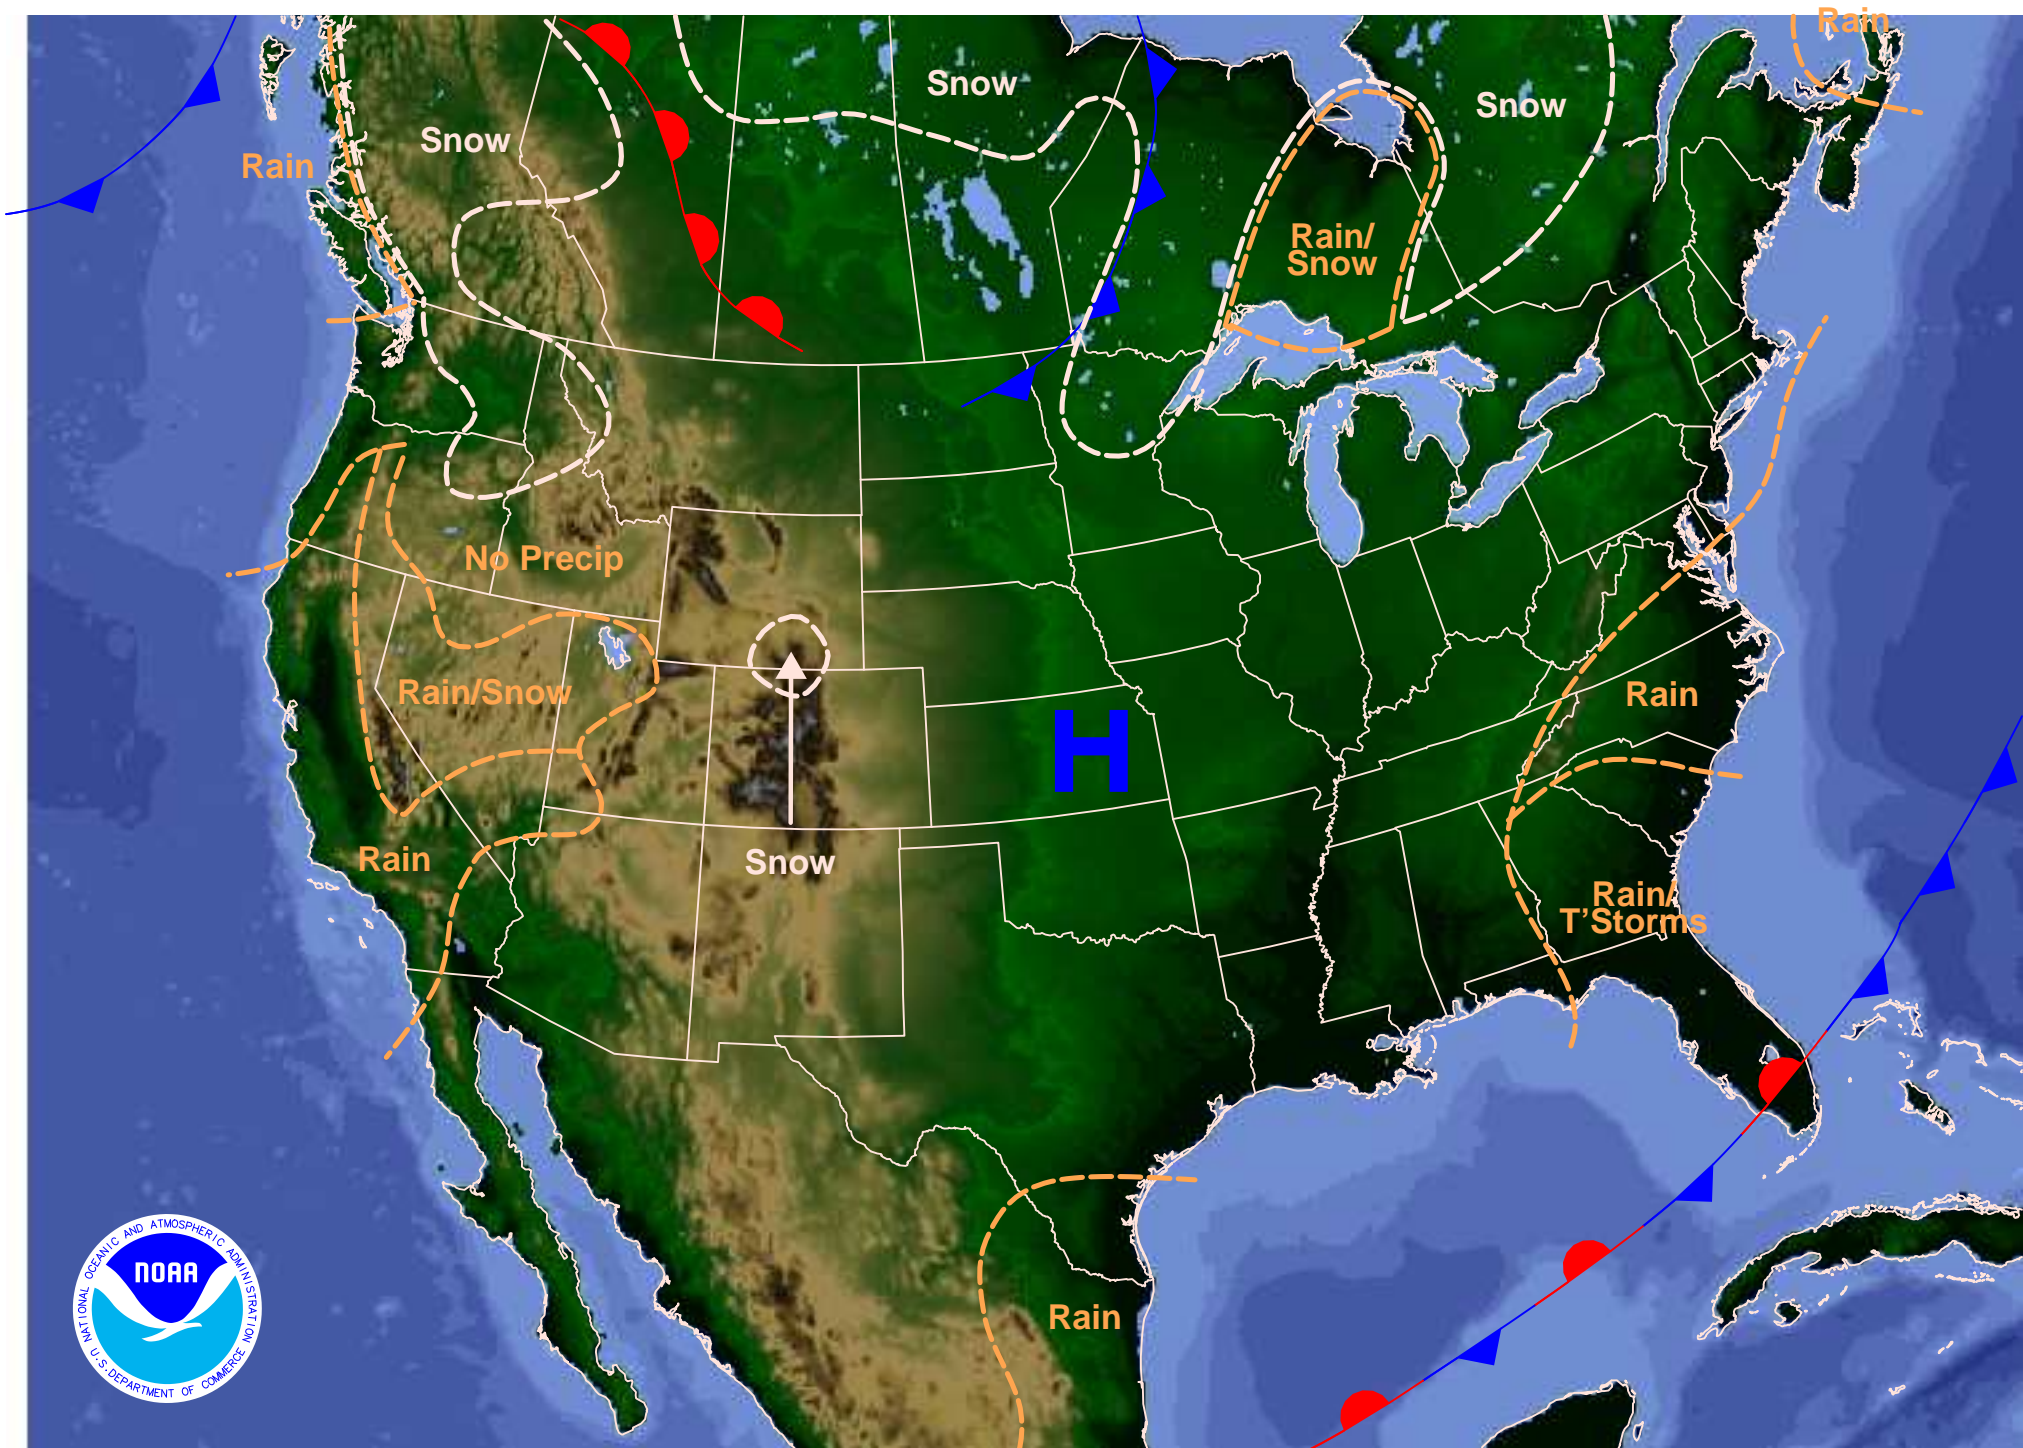 Rain
Snow
Snow
Snow
Rain
Rain/
Snow
No Precip
Rain/Snow
Rain
H
Rain
Snow
Rain/
T'Storms
Rain
NATIONAL OCEANIC AND ATMOSPHERIC ADMINISTRATION
NOAA
U.S. DEPARTMENT OF COMMERCE